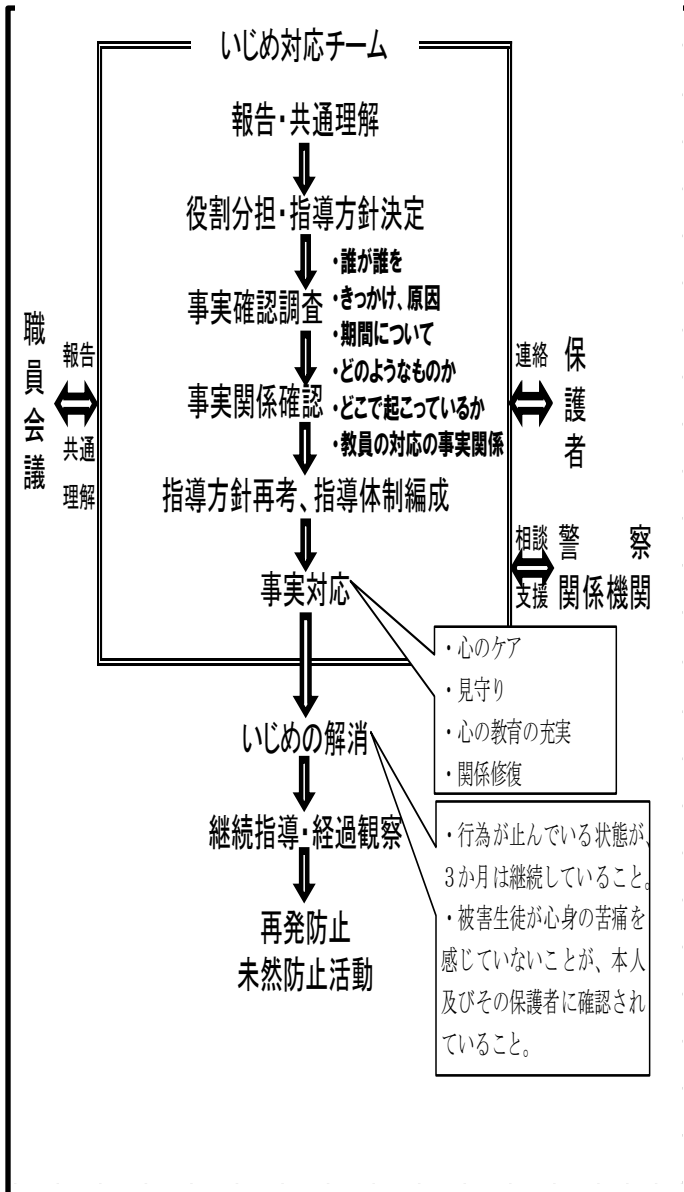 いじめ対応チーム
報告・共通理解
役割分担・指導方針決定
・誰が誰を
事実確認調査
・きっかけ、原因
・期間について
・どのようなものか
事実関係確認
・どこで起こっているか
・教員の対応の事実関係
指導方針再考、指導体制編成
事実対応
職員会議
報告
共通
理解
連絡
保護者
相談
支援
警察
関係機関
・心のケア
・見守り
・心の教育の充実
・関係修復
いじめの解消
継続指導・経過観察
再発防止
未然防止活動
・行為が止んでいる状態が、
3か月は継続していること。
・被害生徒が心身の苦痛を
感じていないことが、本人
及びその保護者に確認され
ていること。